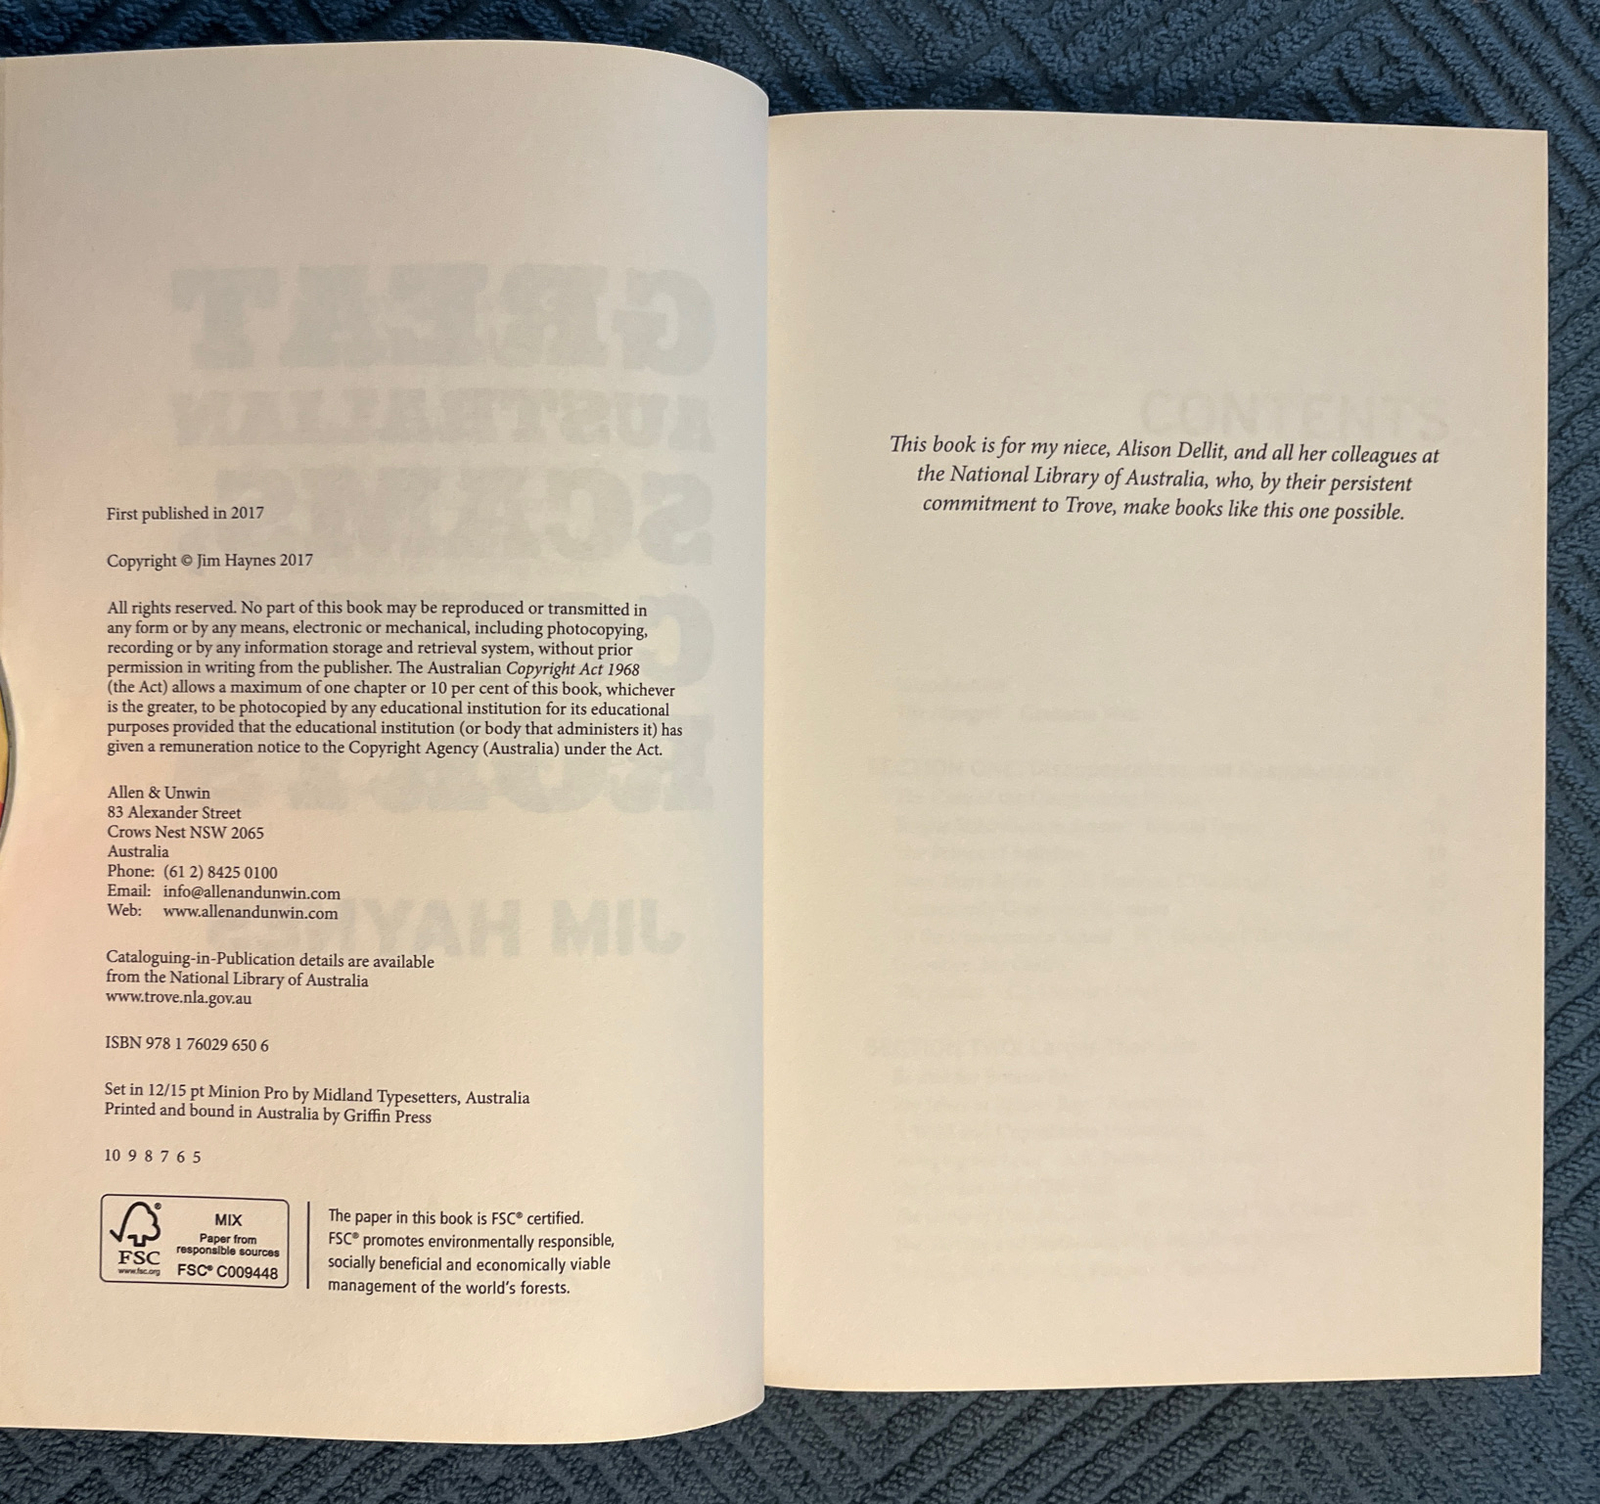 First published in 2017
Copyright © Jim Haynes 2017
All rights reserved. No part of this book may be reproduced or transmitted in
any form or by any means, electronic or mechanical, including photocopying,
recording or by any information storage and retrieval system, without prior
permission in writing from the publisher. The Australian Copyright Act 1968
(the Act) allows a maximum of one chapter or 10 per cent of this book, whichever
is the greater, to be photocopied by any educational institution for its educational
purposes provided that the educational institution (or body that administers it) has
given a remuneration notice to the Copyright Agency (Australia) under the Act.
Allen & Unwin
83 Alexander Street
Crows Nest NSW 2065
Australia
Phone: (61 2) 8425 0100
Email: info@allenandunwin.com
Web: www.allenandunwin.com
Cataloguing-in-Publication details are available
from the National Library of Australia
www.trove.nla.gov.au
ISBN 978 1 76029 650 6
Set in 12/15 pt Minion Pro by Midland Typesetters, Australia
Printed and bound in Australia by Griffin Press
10 9 8 7 6 5
FSC
www.fsc.org
MIX
Paper from
responsible sources
FSC® C009448
The paper in this book is FSC® certified.
FSC® promotes environmentally responsible,
socially beneficial and economically viable
management of the world's forests.
This book is for my niece, Alison Dellit, and all her colleagues at
the National Library of Australia, who, by their persistent
commitment to Trove, make books like this one possible.
GREAT
AUSTRALIAN
JIM HAYNES
CONTENTS